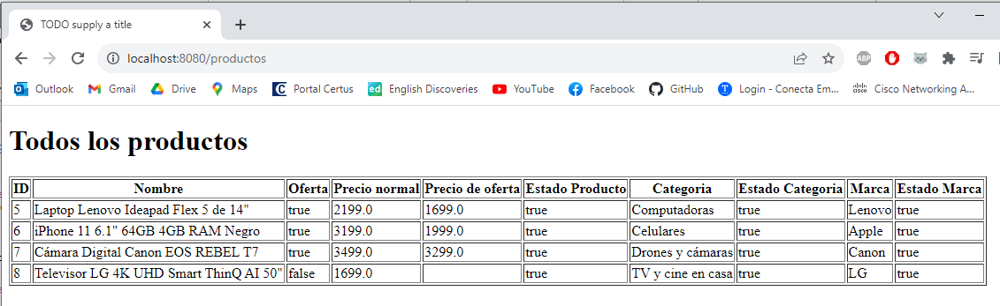 TODO supply a title
localhost:8080/productos
ABP
Outlook Gmail Drive Maps Portal Certus English Discoveries YouTube Facebook GitHub Login - Conecta Em... Cisco Networking A...
Todos los productos
ID Nombre Oferta Precio normal Precio de oferta Estado Producto Categoria Estado Categoria Marca Estado Marca
5 Laptop Lenovo Ideapad Flex 5 de 14" true 2199.0 1699.0 true Computadoras true Lenovo true
6 iPhone 11 6.1" 64GB 4GB RAM Negro true 3199.0 1999.0 true Celulares true Apple true
7 Cámara Digital Canon EOS REBEL T7 true 3499.0 3299.0 true Drones y cámaras true Canon true
8 Televisor LG 4K UHD Smart ThinQ AI 50" false 1699.0 true TV y cine en casa true LG true